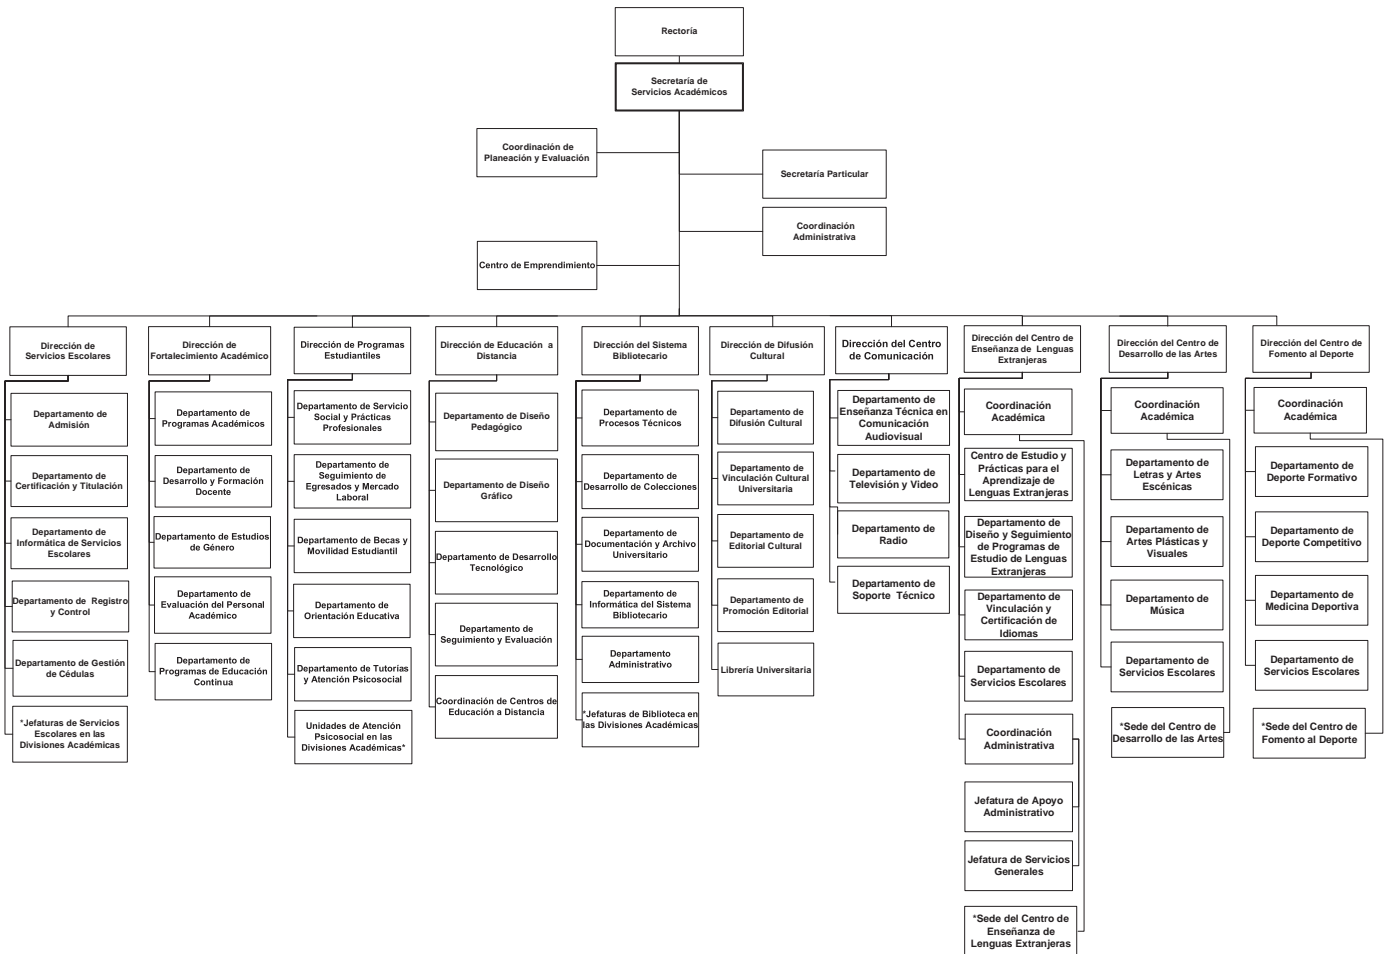 Rectoría
Secretaría de
Servicios Académicos
Coordinación de
Planeación y Evaluación
Secretaría Particular
Coordinación
Administrativa
Centro de Emprendimiento
Dirección de
Servicios Escolares
Departamento de
Admisión
Departamento de
Certificación y Titulación
Departamento de
Informática de Servicios
Escolares
Departamento de Registro
y Control
Departamento de Gestión
de Cédulas
*Jefaturas de Servicios
Escolares en las
Divisiones Académicas
Dirección de
Fortalecimiento Académico
Departamento de
Programas Académicos
Departamento de
Desarrollo y Formación
Docente
Departamento de Estudios
de Género
Departamento de
Evaluación del Personal
Académico
Departamento de
Programas de Educación
Continua
Dirección de Programas
Estudiantiles
Departamento de Servicio
Social y Prácticas
Profesionales
Departamento de
Seguimiento de
Egresados y Mercado
Laboral
Departamento de Becas y
Movilidad Estudiantil
Departamento de
Orientación Educativa
Departamento de Tutorías
y Atención Psicosocial
Unidades de Atención
Psicosocial en las
Divisiones Académicas*
Dirección de Educación a
Distancia
Departamento de Diseño
Pedagógico
Departamento de Diseño
Gráfico
Departamento de Desarrollo
Tecnológico
Departamento de
Seguimiento y Evaluación
Coordinación de Centros de
Educación a Distancia
Dirección del Sistema
Bibliotecario
Departamento de
Procesos Técnicos
Departamento de
Desarrollo de Colecciones
Departamento de
Documentación y Archivo
Universitario
Departamento de
Informática del Sistema
Bibliotecario
Departamento
Administrativo
*Jefaturas de Biblioteca en
las Divisiones Académicas
Dirección de Difusión
Cultural
Departamento de
Difusión Cultural
Departamento de
Vinculación Cultural
Universitaria
Departamento de
Editorial Cultural
Departamento de
Promoción Editorial
Librería Universitaria
Dirección del Centro
de Comunicación
Departamento de
Enseñanza Técnica en
Comunicación
Audiovisual
Departamento de
Televisión y Video
Departamento de
Radio
Departamento de
Soporte Técnico
Dirección del Centro de
Enseñanza de Lenguas
Extranjeras
Coordinación
Académica
Centro de Estudio y
Prácticas para el
Aprendizaje de
Lenguas Extranjeras
Departamento de
Diseño y Seguimiento
de Programas de
Estudio de Lenguas
Extranjeras
Departamento de
Vinculación y
Certificación de
Idiomas
Departamento de
Servicios Escolares
Coordinación
Administrativa
Jefatura de Apoyo
Administrativo
Jefatura de Servicios
Generales
*Sede del Centro de
Enseñanza de
Lenguas Extranjeras
Dirección del Centro de
Desarrollo de las Artes
Coordinación
Académica
Departamento de
Letras y Artes
Escénicas
Departamento de
Artes Plásticas y
Visuales
Departamento de
Música
Departamento de
Servicios Escolares
*Sede del Centro de
Desarrollo de las Artes
Dirección del Centro de
Fomento al Deporte
Coordinación
Académica
Departamento de
Deporte Formativo
Departamento de
Deporte Competitivo
Departamento de
Medicina Deportiva
Departamento de
Servicios Escolares
*Sede del Centro de
Fomento al Deporte